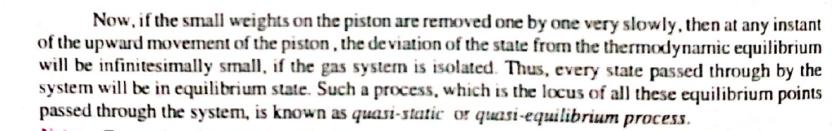 Now, if the small weights on the piston are removed one by one very slowly, then at any instant
of the upward movement of the piston , the deviation of the state from the thermodynamic equilibrium
will be infinitesimally small, if the gas system is isolated. Thus, every state passed through by the
system will be in equilibrium state. Such a process, which is the locus of all these equilibrium points
passed through the system, is known as quasi-static or quasi-equilibrium process.